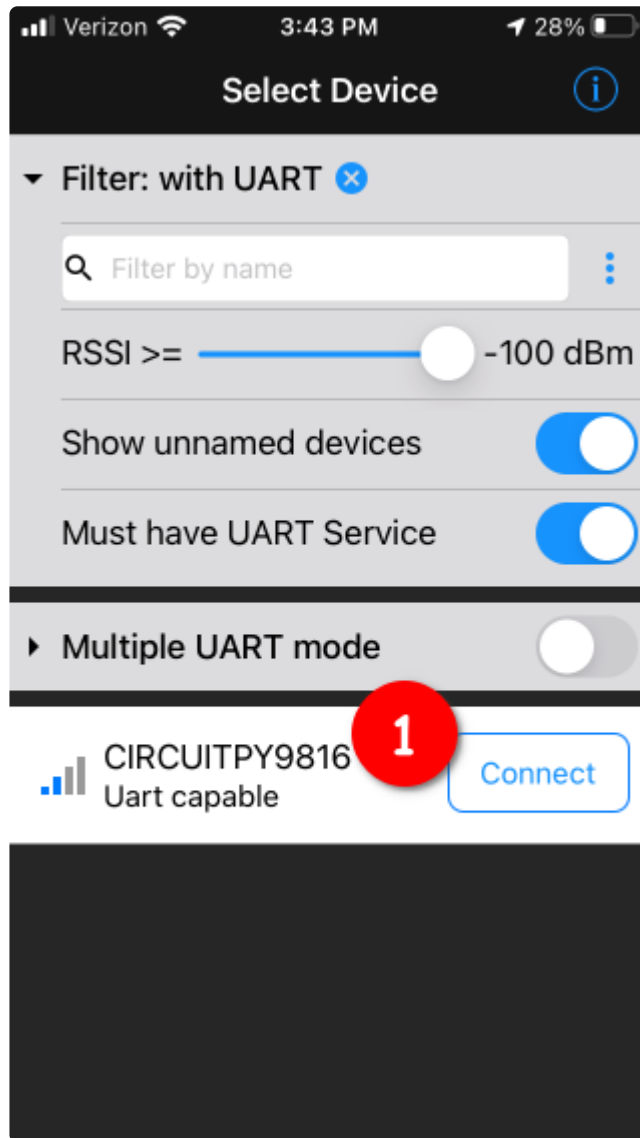 Verizon 3:43 PM 28%
Select Device
Filter: with UART
Filter by name
RSSI >= -100 dBm
Show unnamed devices
Must have UART Service
Multiple UART mode
1
CIRCUITPY9816 Connect
Uart capable